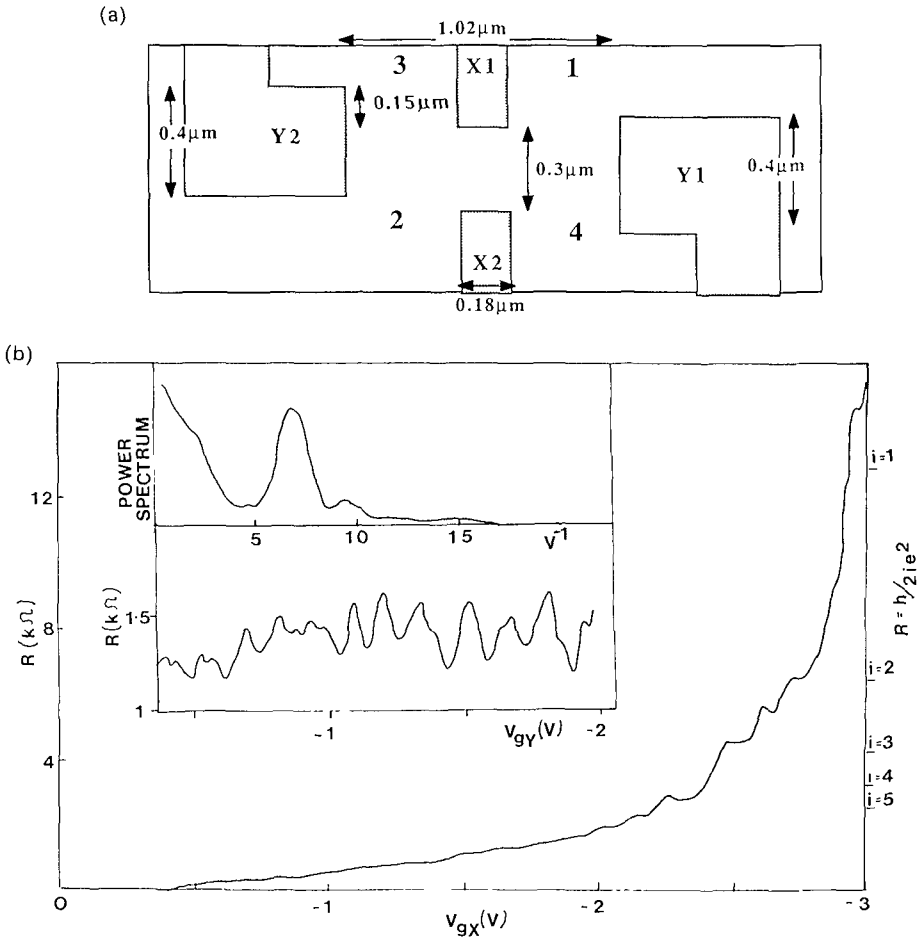 (a)
1.02μm
3 X1 1
0.15μm
0.4μm Y2
0.3μm
0.4μm
Y1
2 4
X2
0.18μm
(b)
POWER SPECTRUM
5 10 15 V⁻¹
R (kΩ)
1·5
1
-1 -2
VgY (V)
R (kΩ)
12
8
4
0 -1 -2 -3
VgX (V)
i=1
i=2
i=3
i=4
i=5
R = h/2ie²